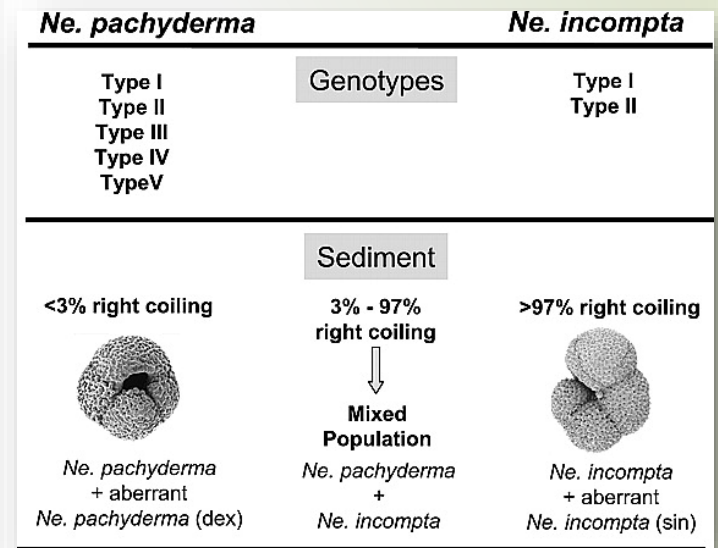 Ne. pachyderma
Ne. incompta
Genotypes
Type I
Type II
Type III
Type IV
TypeV
Type I
Type II
Sediment
<3% right coiling
3% - 97%
right coiling
>97% right coiling
Mixed
Population
Ne. pachyderma
+ aberrant
Ne. pachyderma (dex)
Ne. pachyderma
+
Ne. incompta
Ne. incompta
+ aberrant
Ne. incompta (sin)